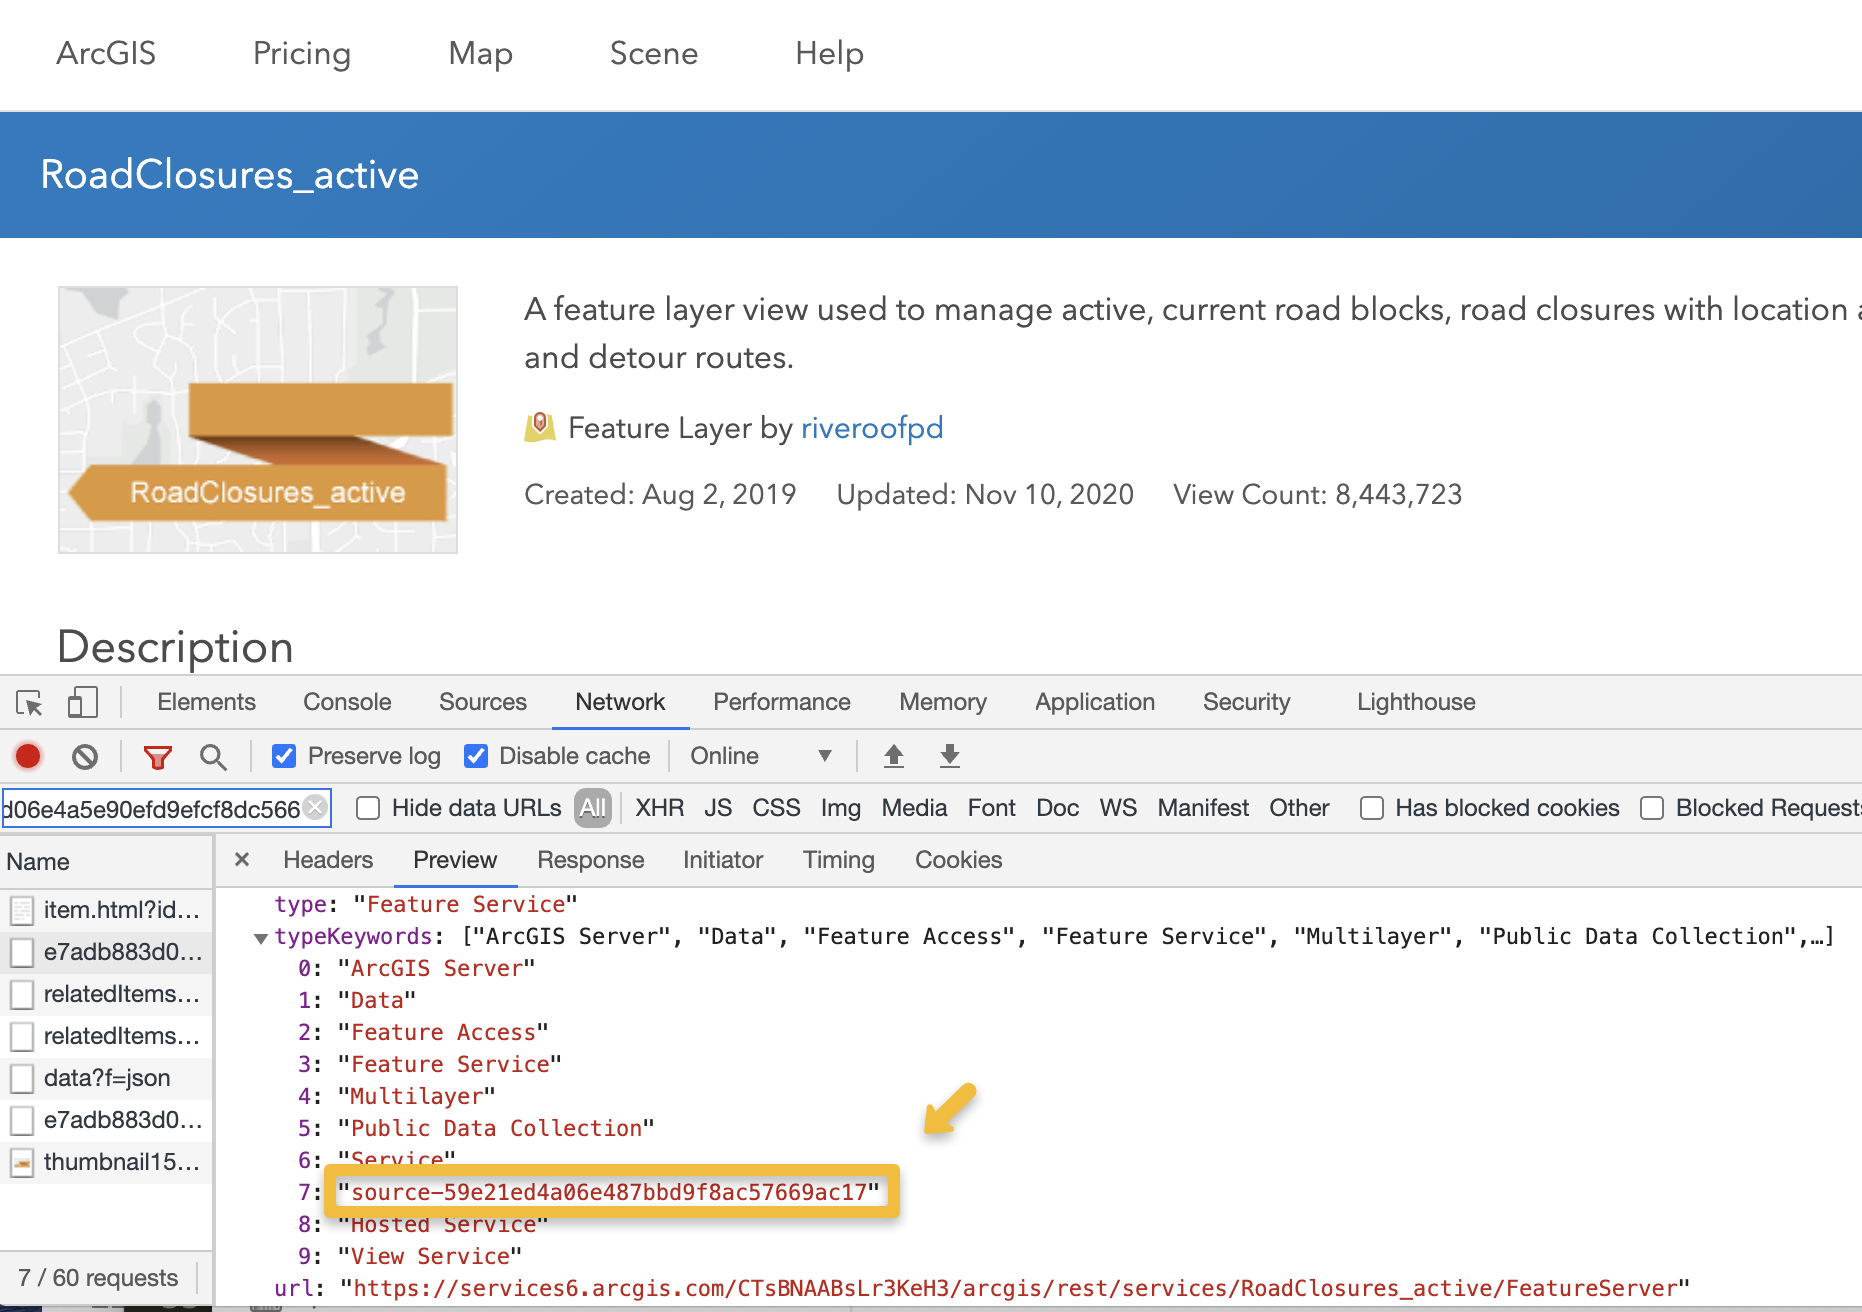 ArcGIS Pricing Map Scene Help
RoadClosures_active
A feature layer view used to manage active, current road blocks, road closures with location
and detour routes.
RoadClosures_active
Feature Layer by riveroofpd
Created: Aug 2, 2019 Updated: Nov 10, 2020 View Count: 8,443,723
Description
Elements Console Sources Network Performance Memory Application Security Lighthouse
Preserve log Disable cache Online
d06e4a5e90efd9efcf8dc566 Hide data URLs All XHR JS CSS Img Media Font Doc WS Manifest Other Has blocked cookies Blocked Requests
Name
× Headers Preview Response Initiator Timing Cookies
item.html?id...
e7adb883d0...
relatedItems...
relatedItems...
data?f=json
e7adb883d0...
thumbnail15...
7 / 60 requests
type: "Feature Service"
typeKeywords: ["ArcGIS Server", "Data", "Feature Access", "Feature Service", "Multilayer", "Public Data Collection",…]
0: "ArcGIS Server"
1: "Data"
2: "Feature Access"
3: "Feature Service"
4: "Multilayer"
5: "Public Data Collection"
6: "Service"
7: "source-59e21ed4a06e487bbd9f8ac57669ac17"
8: "Hosted Service"
9: "View Service"
url: "https://services6.arcgis.com/CTsBNAABsLr3KeH3/arcgis/rest/services/RoadClosures_active/FeatureServer"